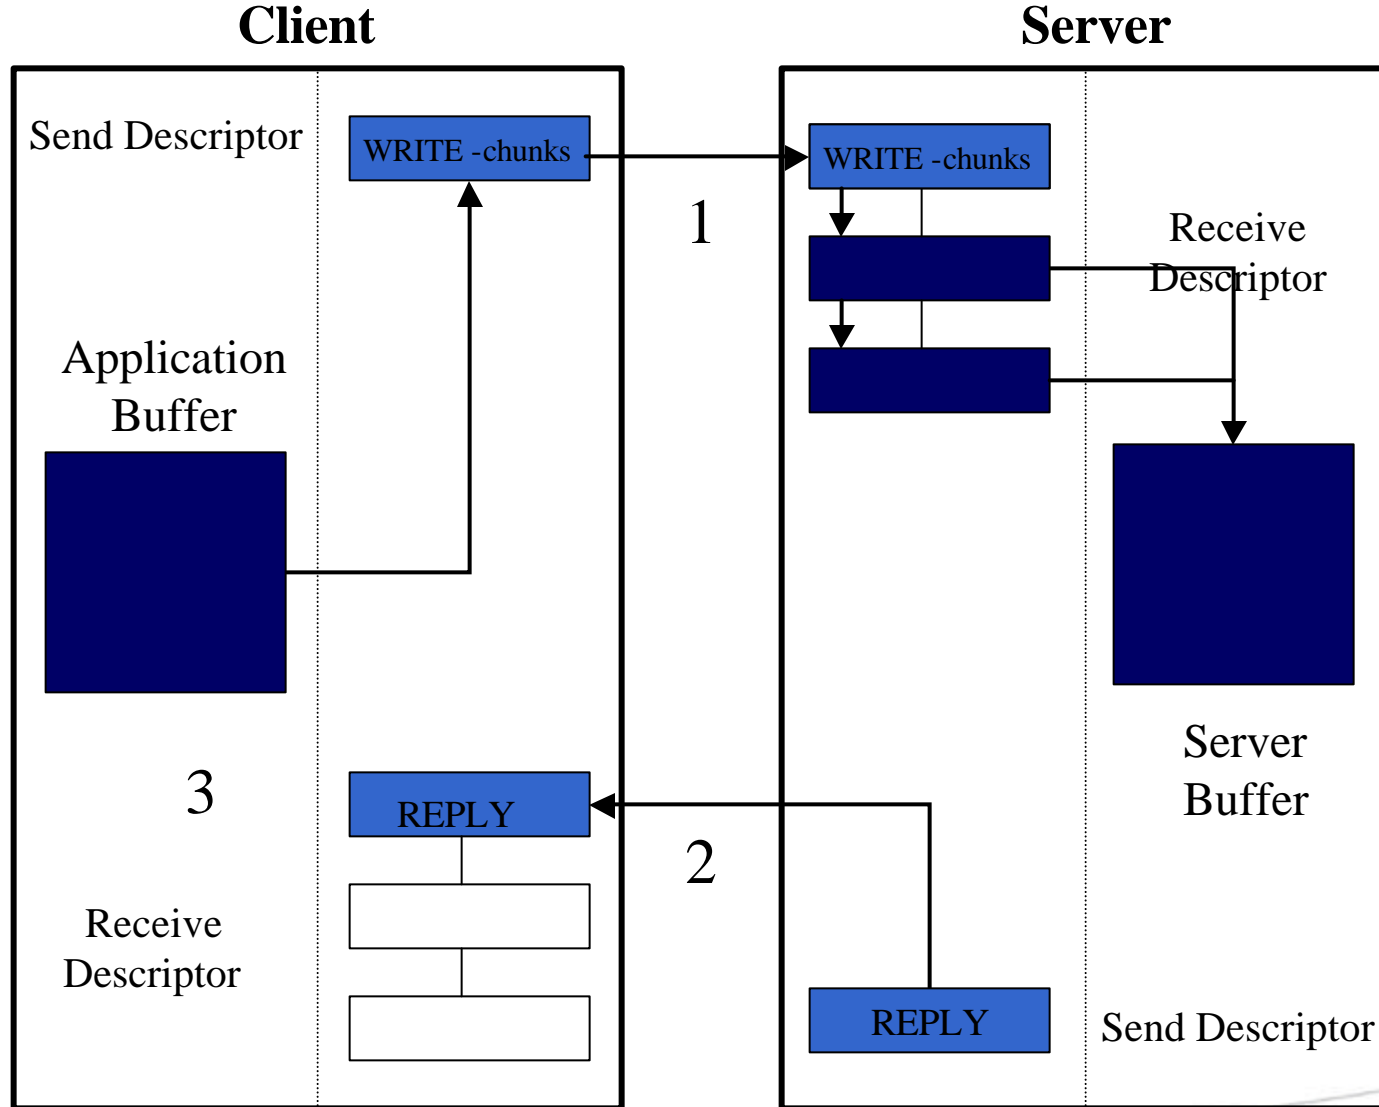 Client
Server
Send Descriptor
WRITE -chunks
WRITE -chunks
1
Receive
Descriptor
Application
Buffer
Server
Buffer
3
REPLY
2
Receive
Descriptor
REPLY
Send Descriptor